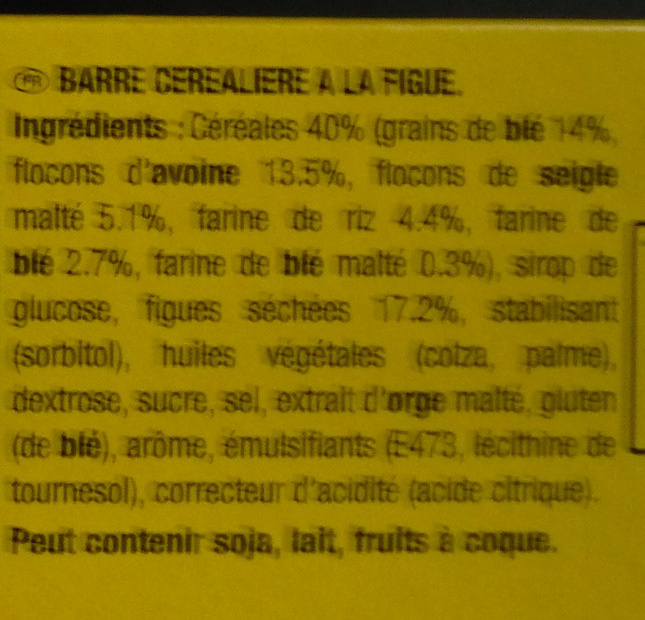 FR BARRE CEREALIERE A LA FIGUE.
Ingrédients : Céréales 40% (grains de blé 14%,
flocons d'avoine 13.5%, flocons de seigle
malté 5.1%, farine de riz 4.4%, farine de
blé 2.7%, farine de blé malté 0.3%), sirop de
glucose, figues séchées 17.2%, stabilisant
(sorbitol), huiles végétales (colza, palme),
dextrose, sucre, sel, extrait d'orge malté, gluten
(de blé), arôme, émulsifiants (E473, lécithine de
tournesol), correcteur d'acidité (acide citrique).
Peut contenir soja, lait, fruits à coque.